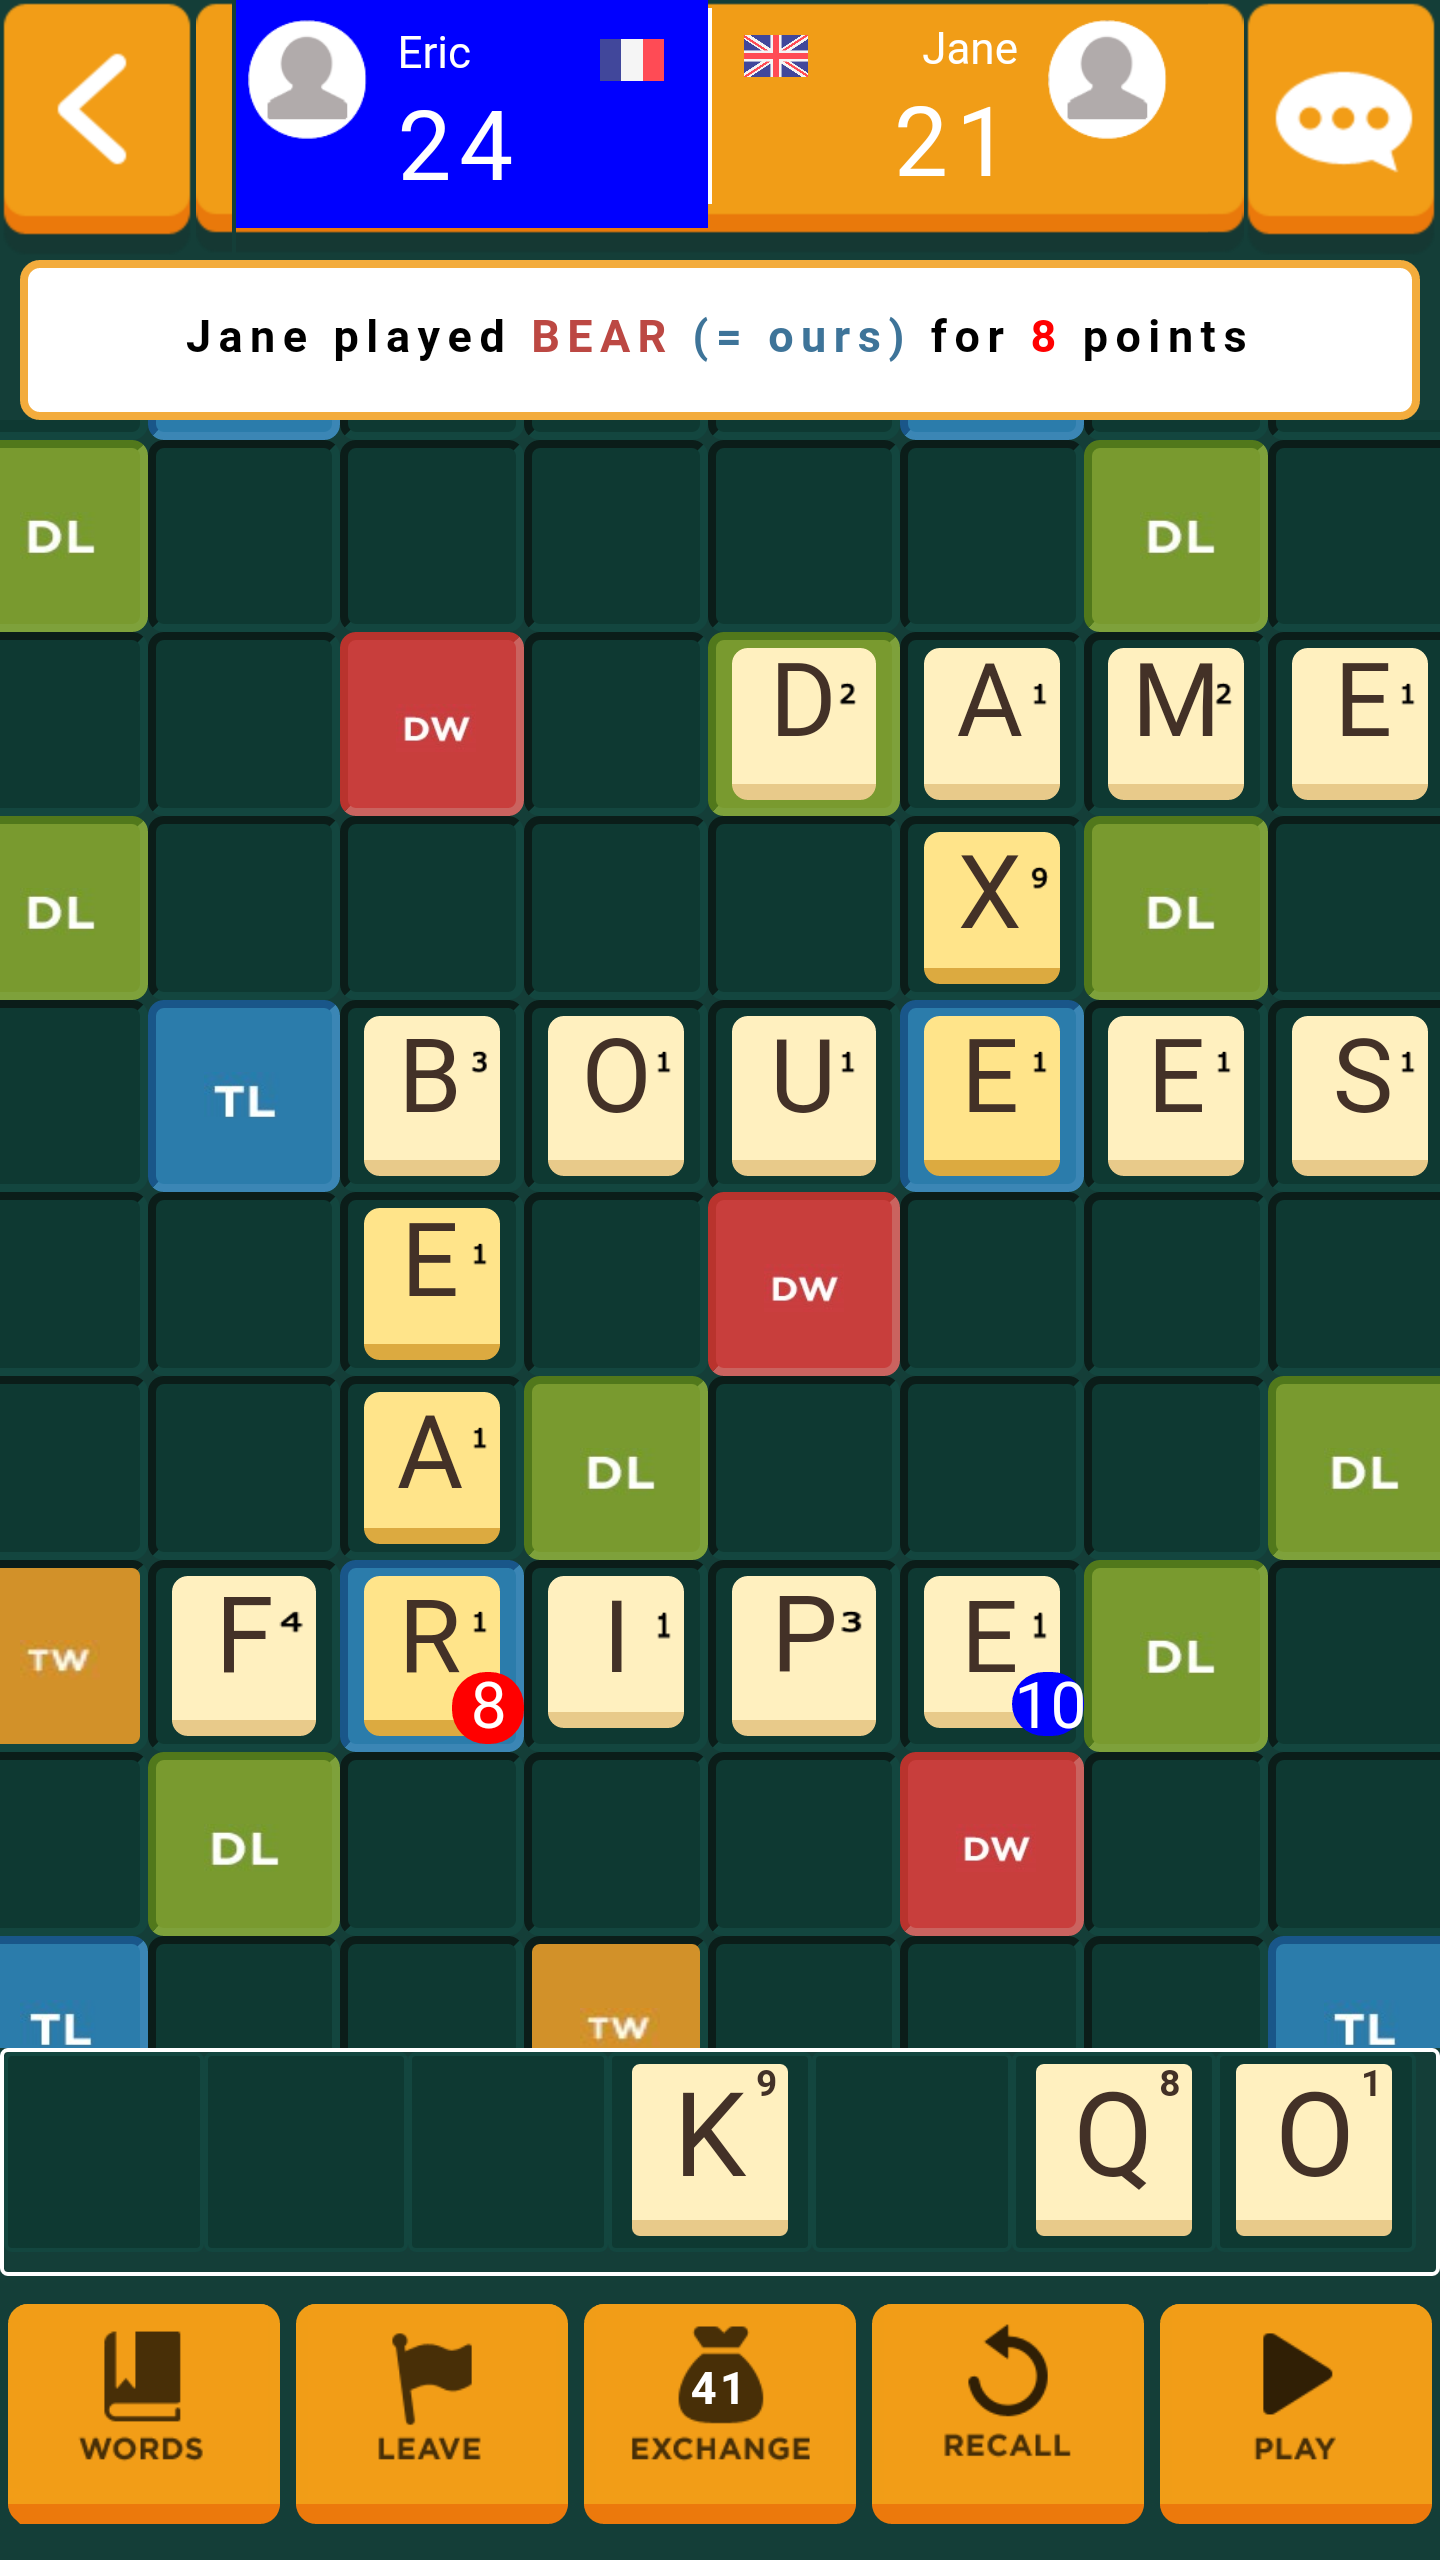 Eric
Jane
24
21
Jane played BEAR (= ours) for 8 points
DL
DL
DW
D2 A1 M2 E1
DL
X9
DL
TL
B3 O1 U1 E1 E1 S1
E1
DW
A1
DL
DL
TW
F4 R1 I1 P3 E1
8
10
DL
DL
DW
TL
TW
TL
K9 Q8 O1
WORDS
LEAVE
41
EXCHANGE
RECALL
PLAY